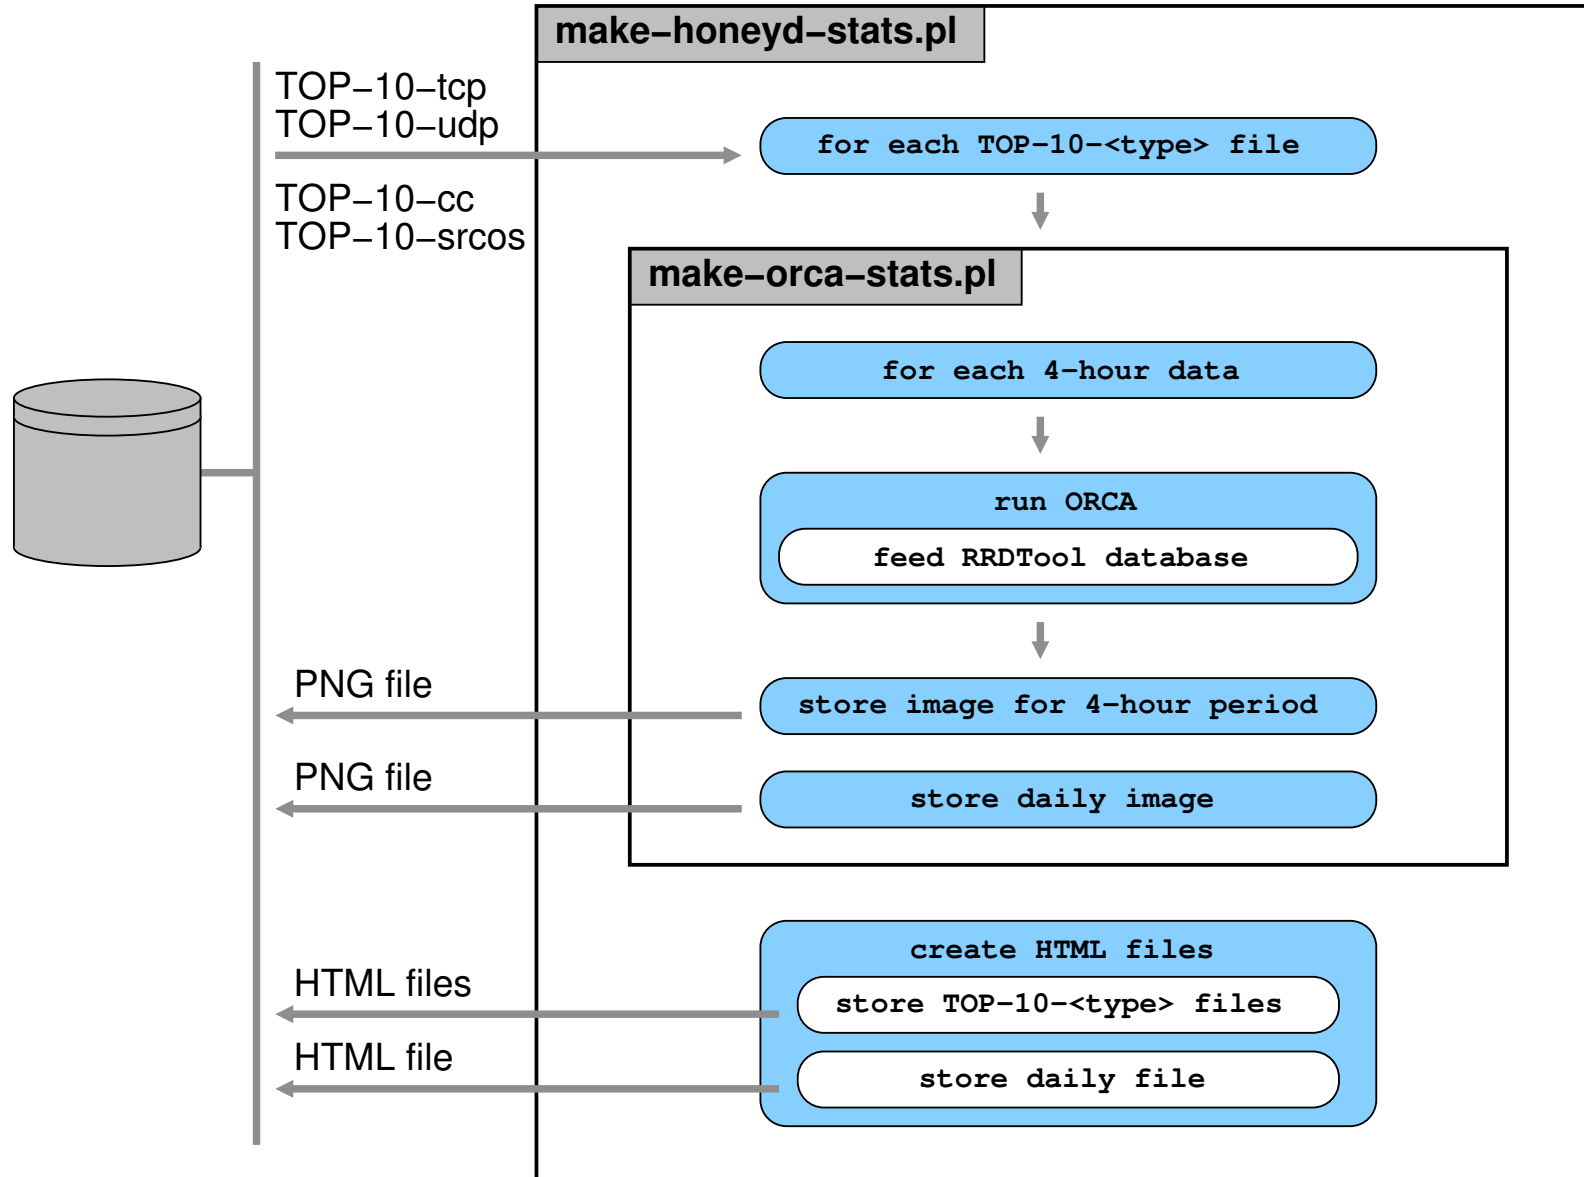 make−honeyd−stats.pl
TOP−10−tcp
TOP−10−udp
for each TOP−10−<type> file
TOP−10−cc
TOP−10−srcos
make−orca−stats.pl
for each 4−hour data
run ORCA
feed RRDTool database
PNG file
store image for 4−hour period
PNG file
store daily image
create HTML files
HTML files
store TOP−10−<type> files
HTML file
store daily file